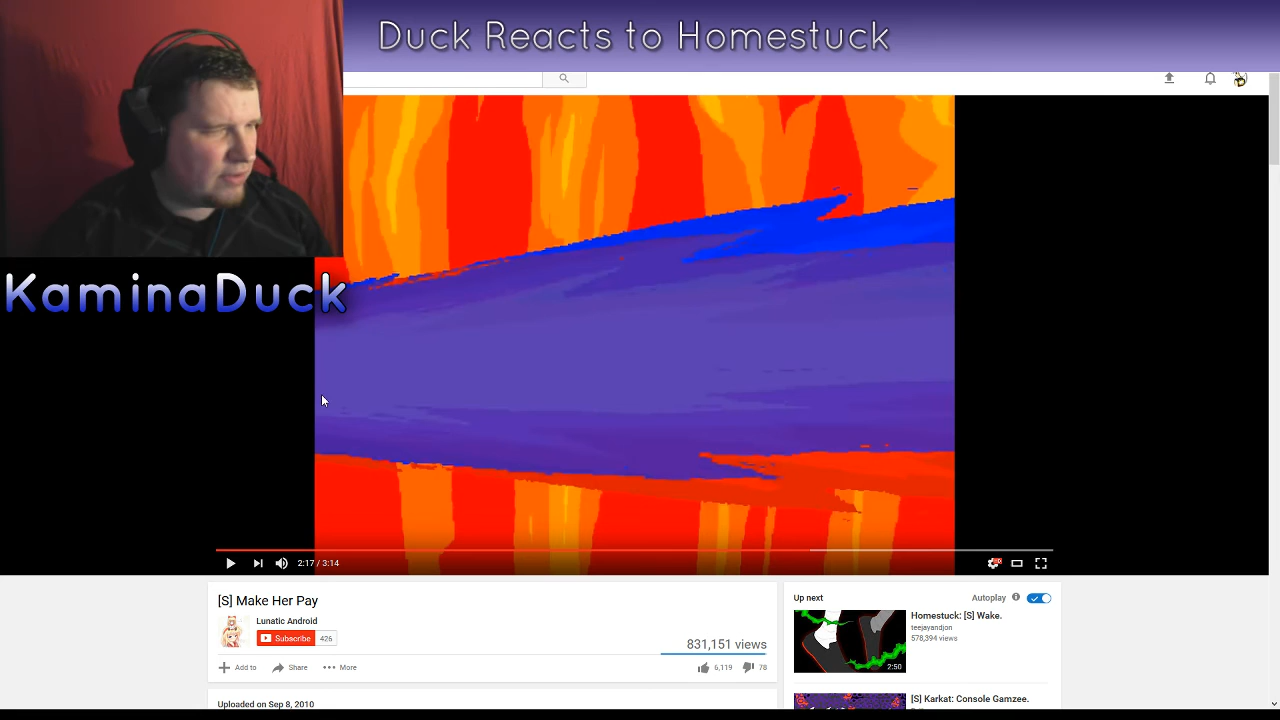 Duck Reacts to Homestuck
KaminaDuck
2:17 / 3:14
[S] Make Her Pay
Lunatic Android
Subscribe 426
831,151 views
Add to Share More
6,119 78
Uploaded on Sep 8, 2010
Up next Autoplay
Homestuck: [S] Wake.
teejayandjon
578,394 views
2:50
[S] Karkat: Console Gamzee.